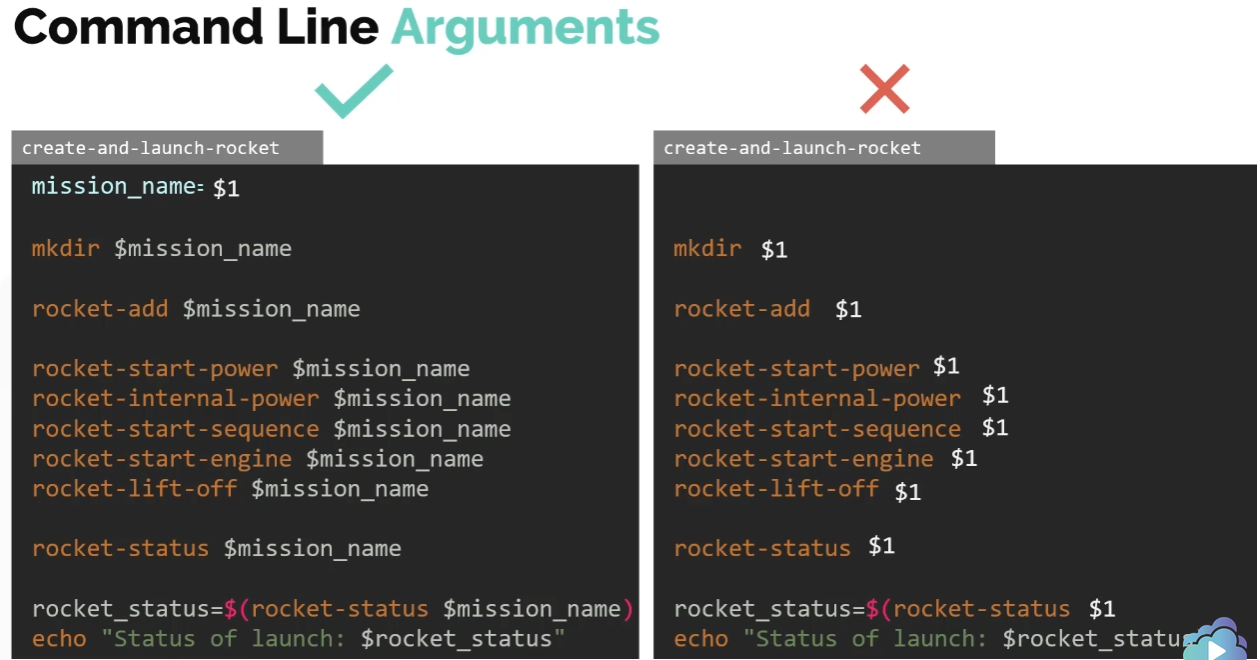 Command Line Arguments
create-and-launch-rocket
mission_name= $1
mkdir $mission_name
rocket-add $mission_name
rocket-start-power $mission_name
rocket-internal-power $mission_name
rocket-start-sequence $mission_name
rocket-start-engine $mission_name
rocket-lift-off $mission_name
rocket-status $mission_name
rocket_status=$(rocket-status $mission_name)
echo "Status of launch: $rocket_status"
create-and-launch-rocket
mkdir $1
rocket-add $1
rocket-start-power $1
rocket-internal-power $1
rocket-start-sequence $1
rocket-start-engine $1
rocket-lift-off $1
rocket-status $1
rocket_status=$(rocket-status $1
echo "Status of launch: $rocket_statu